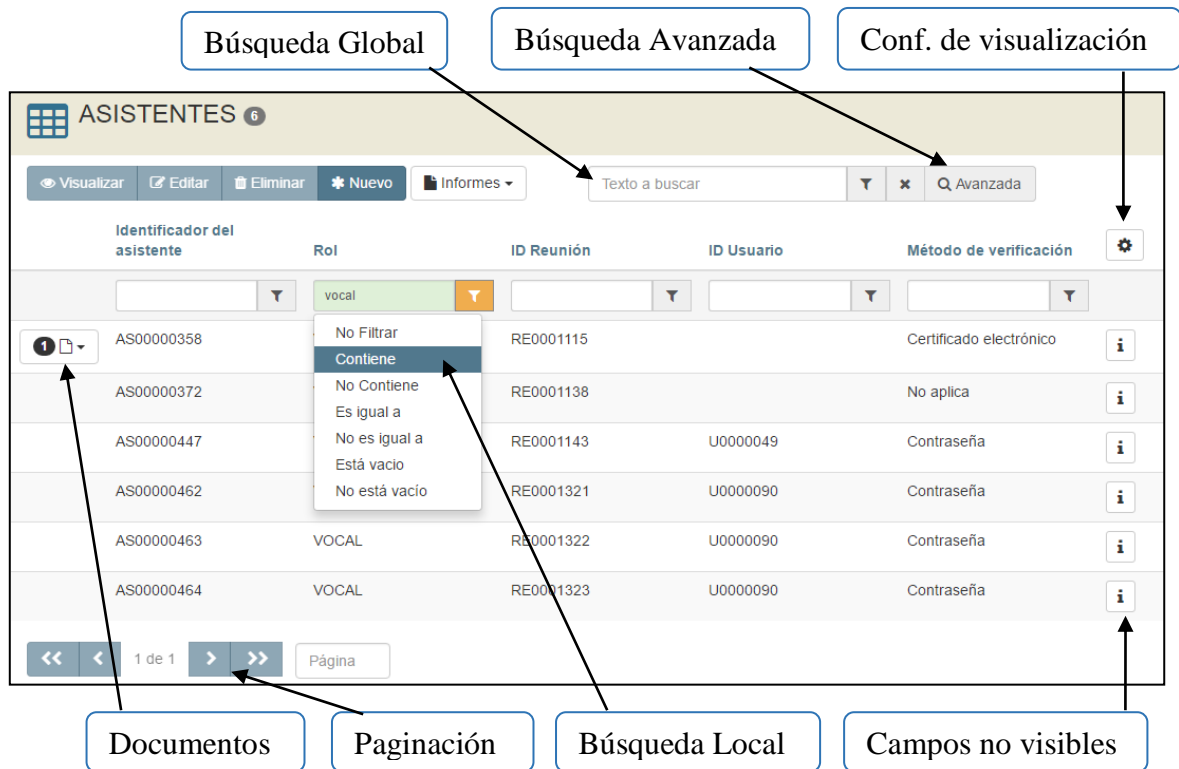 Búsqueda Global
Búsqueda Avanzada
Conf. de visualización
ASISTENTES 6
Visualizar Editar Eliminar Nuevo Informes Texto a buscar Avanzada
Identificador del asistente Rol ID Reunión ID Usuario Método de verificación
vocal
AS00000358 RE0001115 Certificado electrónico
1
No Filtrar
Contiene
No Contiene
Es igual a
No es igual a
Está vacio
No está vacío
AS00000372 RE0001138 No aplica
AS00000447 RE0001143 U0000049 Contraseña
AS00000462 RE0001321 U0000090 Contraseña
AS00000463 VOCAL RE0001322 U0000090 Contraseña
AS00000464 VOCAL RE0001323 U0000090 Contraseña
1 de 1 Página
Documentos
Paginación
Búsqueda Local
Campos no visibles